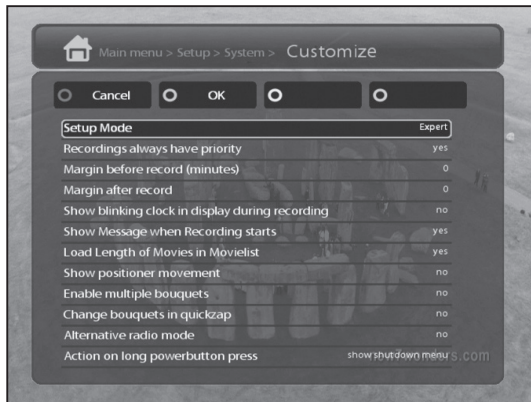 Main menu > Setup > System > Customize
Cancel OK
Setup Mode Expert
Recordings always have priority yes
Margin before record (minutes) 0
Margin after record 0
Show blinking clock in display during recording no
Show Message when Recording starts yes
Load Length of Movies in Movielist yes
Show positioner movement no
Enable multiple bouquets no
Change bouquets in quickzap no
Alternative radio mode no
Action on long powerbutton press show shutdown menu